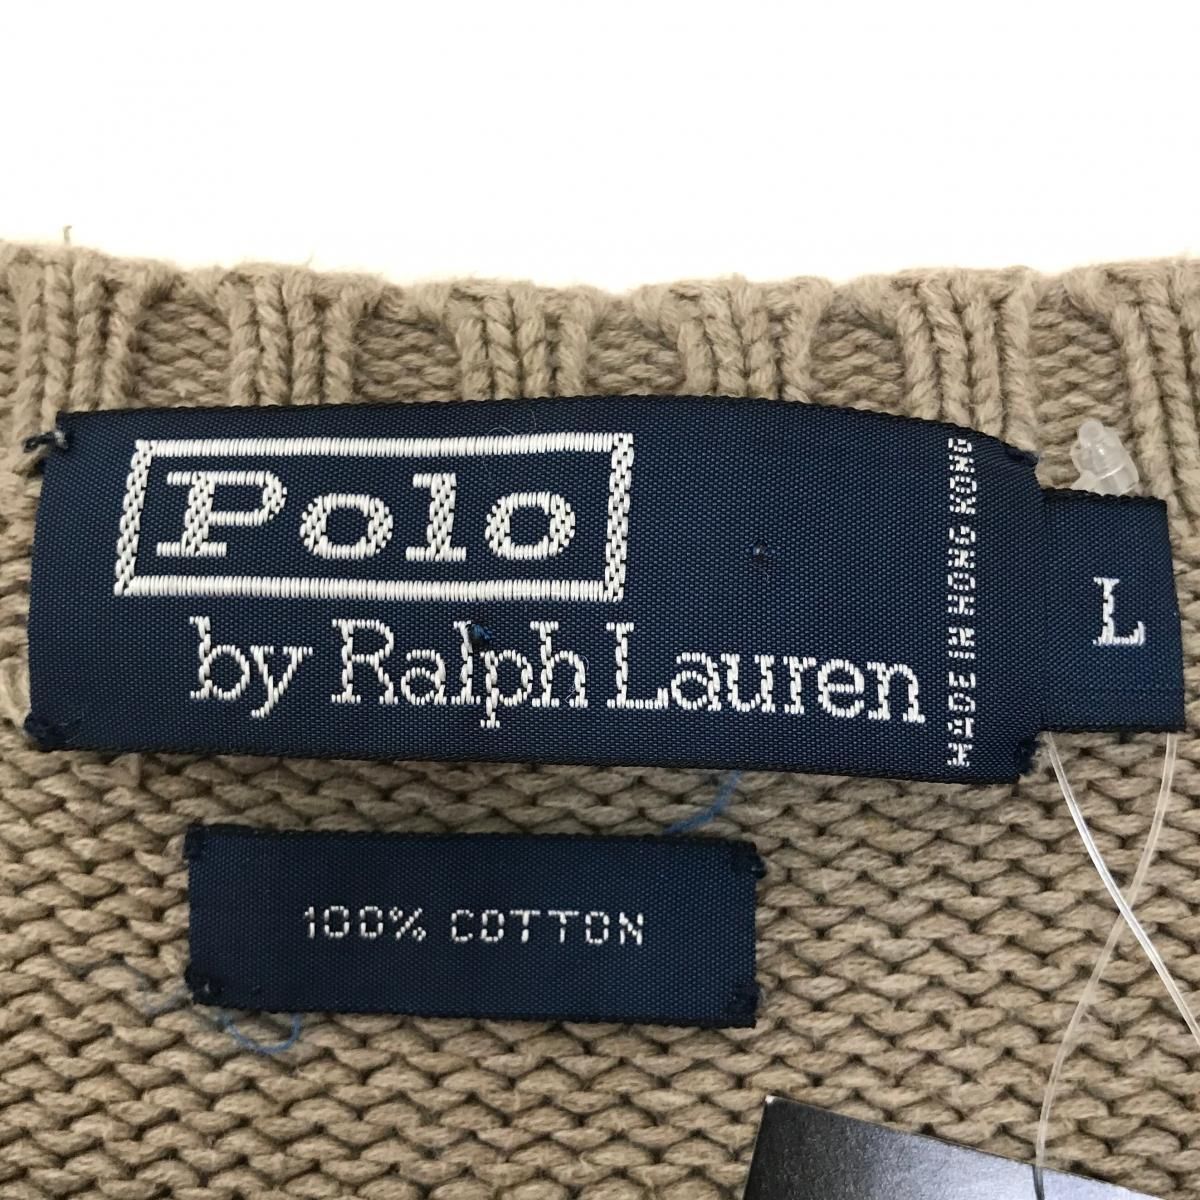 Polo
by Ralph Lauren
MADE IN HONG KONG
L
100% COTTON